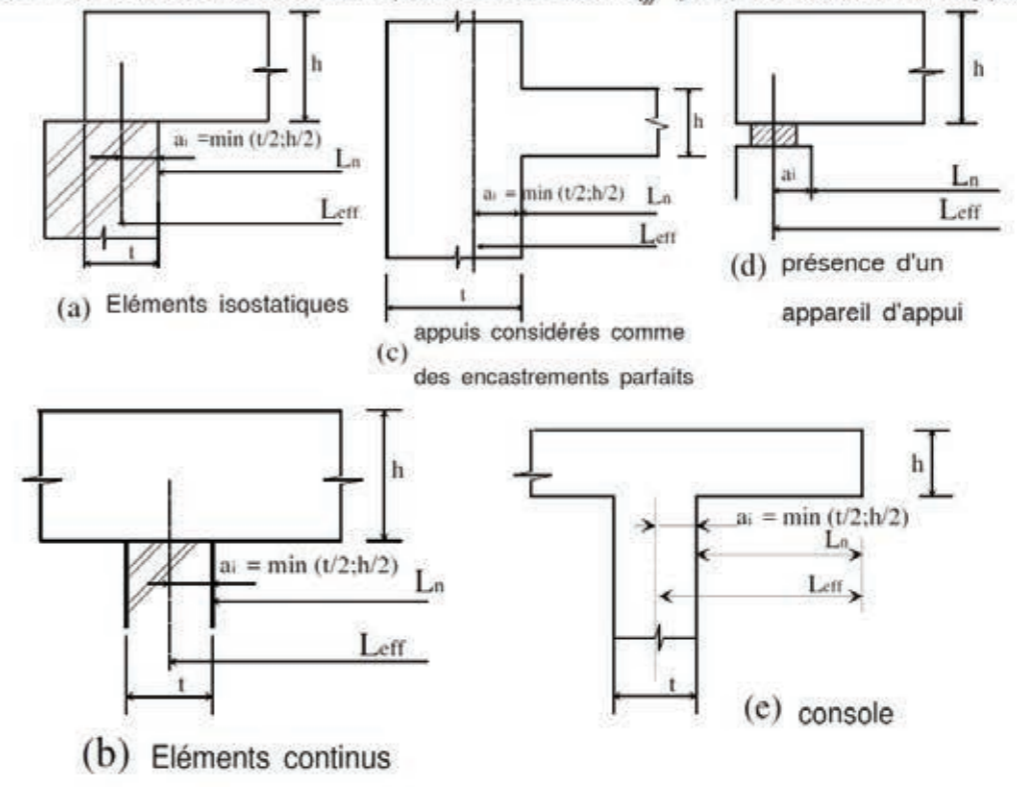 h
aᵢ =min (t/2;h/2)
Lₙ
Leff
t
(a) Eléments isostatiques
h
aᵢ = min (t/2;h/2) Lₙ
Leff
t
(c) appuis considérés comme
des encastrements parfaits
h
ai
Lₙ
Leff
(d) présence d'un
appareil d'appui
h
ai = min (t/2;h/2)
Lₙ
Leff
t
(b) Eléments continus
h
aᵢ = min (t/2;h/2)
Lₙ
Leff
t
(e) console